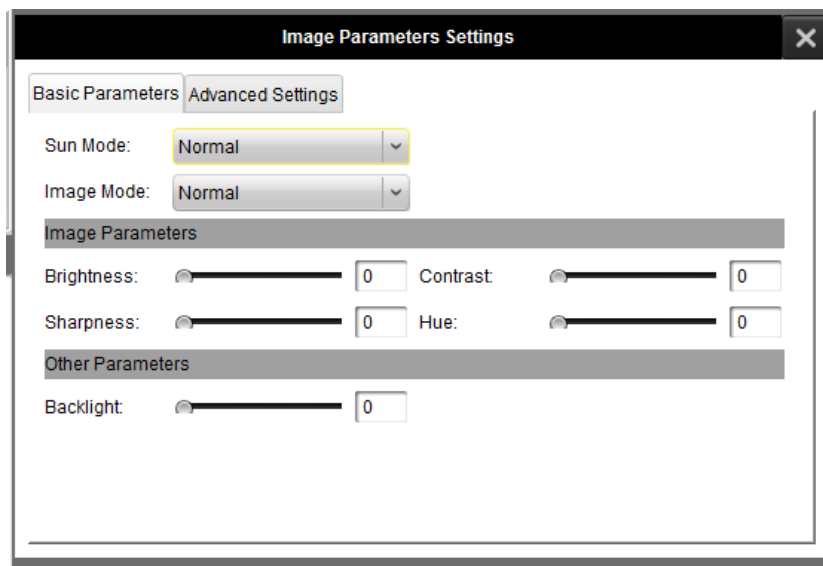 Image Parameters Settings
Basic Parameters Advanced Settings
Sun Mode: Normal
Image Mode: Normal
Image Parameters
Brightness: 0 Contrast: 0
Sharpness: 0 Hue: 0
Other Parameters
Backlight: 0